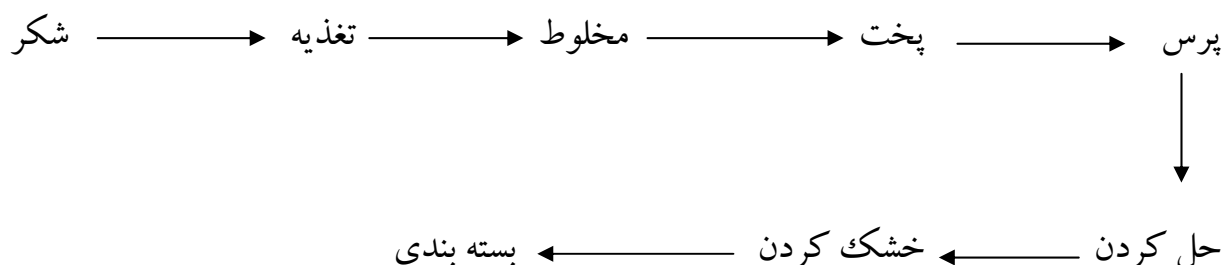 شکر تغذیه مخلوط پخت پرس
حل کردن خشک کردن بسته بندی